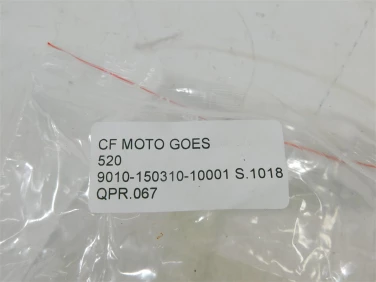 CF MOTO GOES
520
9010-150310-10001 S.1018
QPR.067